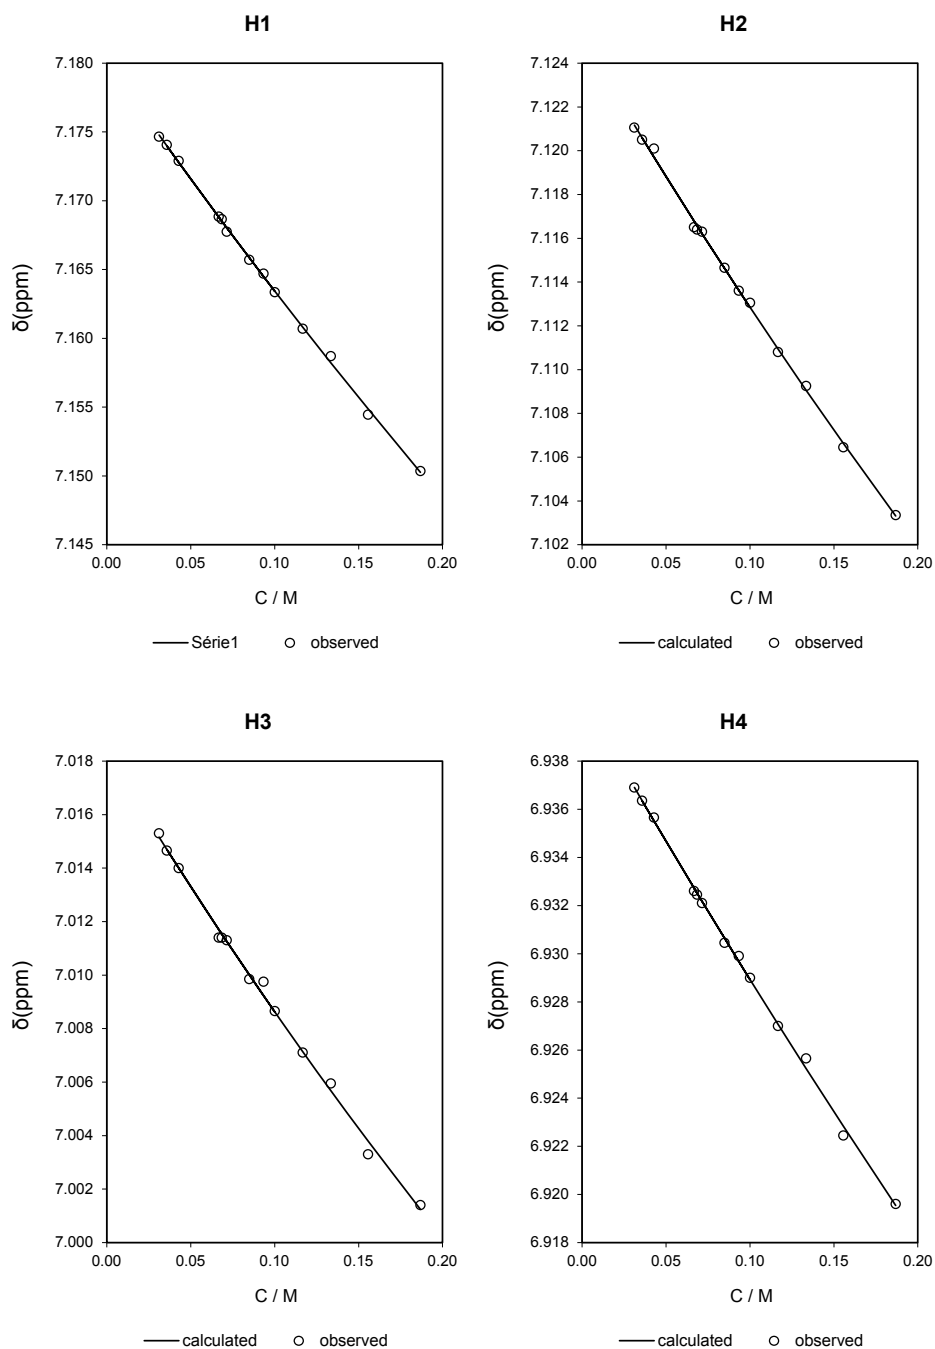 H1
7.180
7.175
7.170
7.165
7.160
7.155
7.150
7.145
δ(ppm)
0.00 0.05 0.10 0.15 0.20
C / M
Série1 observed
H2
7.124
7.122
7.120
7.118
7.116
7.114
7.112
7.110
7.108
7.106
7.104
7.102
δ(ppm)
0.00 0.05 0.10 0.15 0.20
C / M
calculated observed
H3
7.018
7.016
7.014
7.012
7.010
7.008
7.006
7.004
7.002
7.000
δ(ppm)
0.00 0.05 0.10 0.15 0.20
C / M
calculated observed
H4
6.938
6.936
6.934
6.932
6.930
6.928
6.926
6.924
6.922
6.920
6.918
δ(ppm)
0.00 0.05 0.10 0.15 0.20
C / M
calculated observed